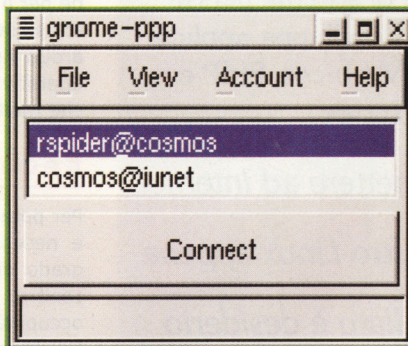 gnome-ppp
File View Account Help
rspider@cosmos
cosmos@iunet
Connect